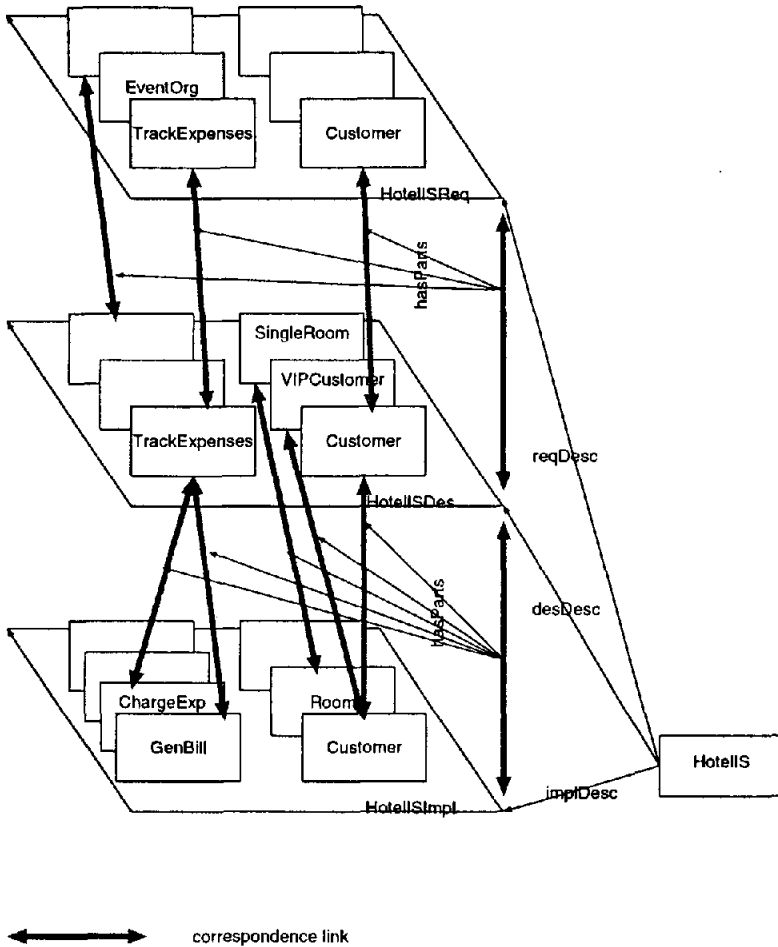 EventOrg
TrackExpenses
Customer
HotelISReq
hasParts
SingleRoom
VIPCustomer
TrackExpenses
Customer
reqDesc
HotelISDes
hasParts
desDesc
ChargeExp
Room
GenBill
Customer
HotelIS
implDesc
HotelISImpl
correspondence link